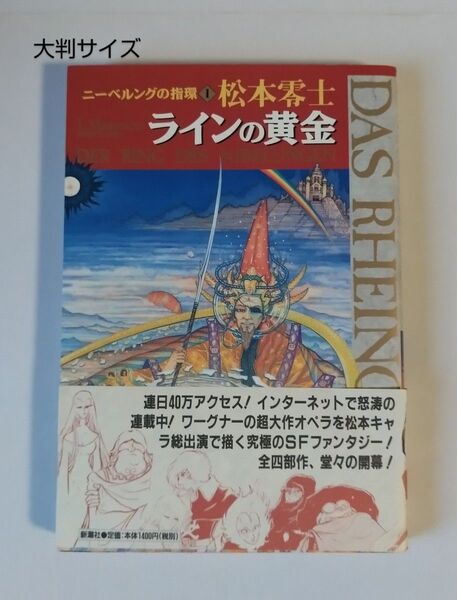 大判サイズ
ニーベルングの指環 1 松本零士
ラインの黄金
DER RING DES NIBELUNGEN
DAS RHEING
連日40万アクセス! インターネットで怒涛の
連載中! ワーグナーの超大作オペラを松本キャ
ラ総出演で描く究極のSFファンタジー!
全四部作、堂々の開幕!
新潮社●定価:本体1400円(税別)